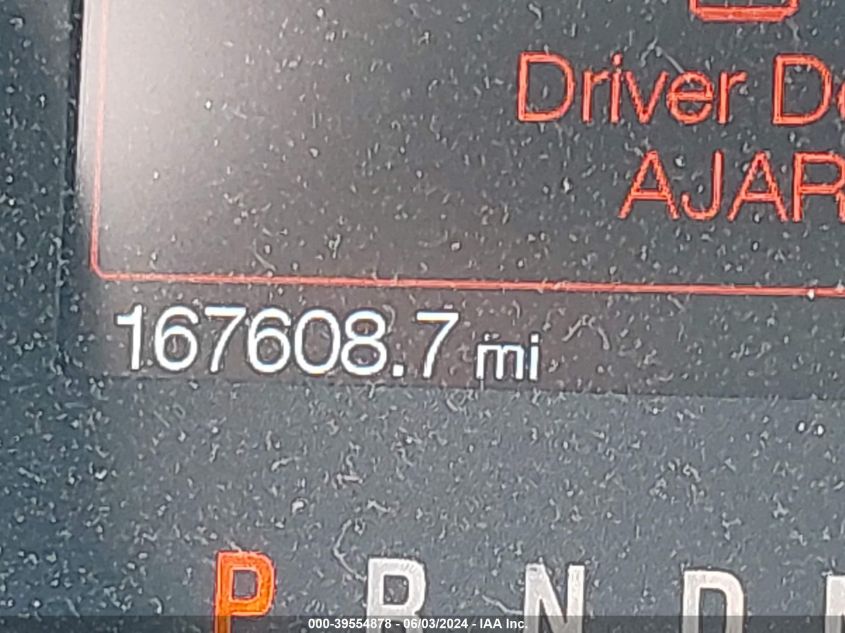 Driver
AJAR
167608.7 mi
P R N D
000-39554878 - 06/03/2024 - IAA Inc.